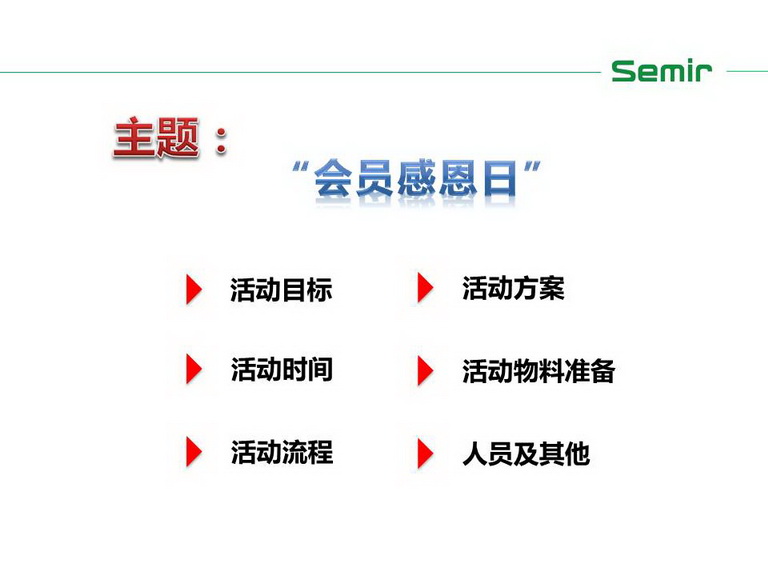 Semir
主题：
“会员感恩日”
活动目标
活动方案
活动时间
活动物料准备
活动流程
人员及其他